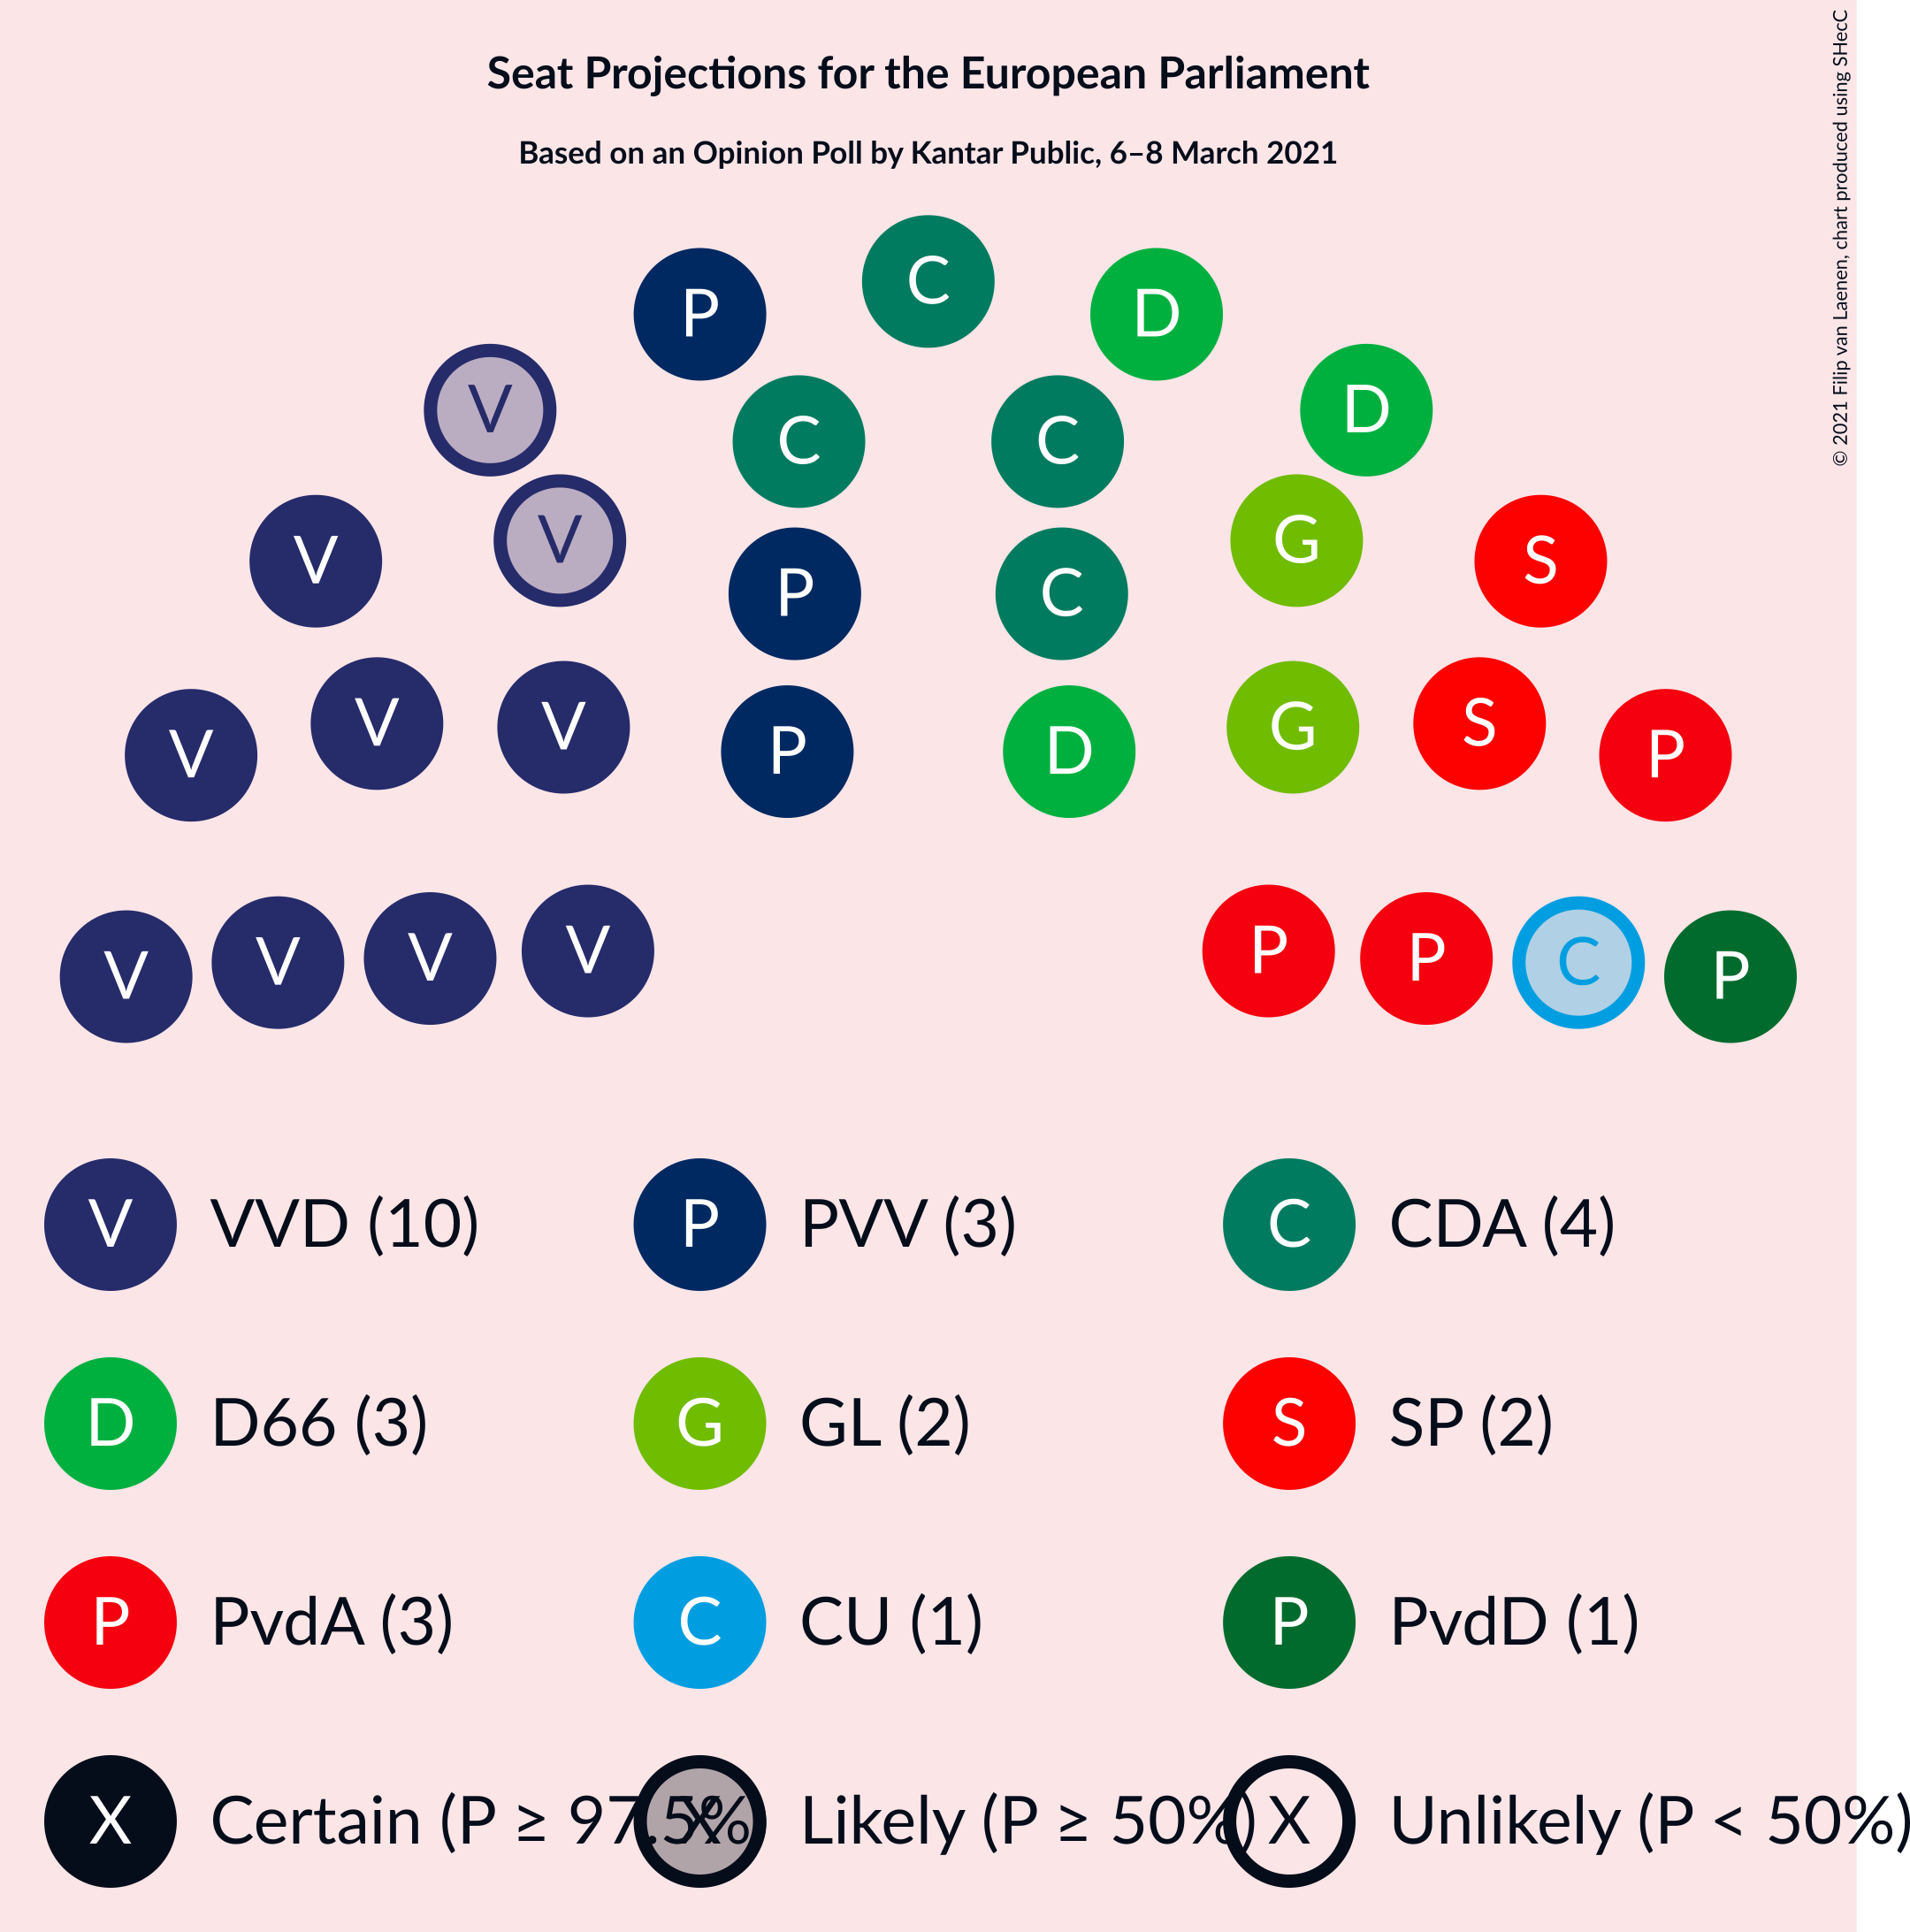 Seat Projections for the European Parliament
Based on an Opinion Poll by Kantar Public, 6–8 March 2021
© 2021 Filip van Laenen, chart produced using SHecC
C
P D
V D
C C
V G
V S
P C
V V G S
P D
V P
V P
V V P C
V P
V VVD (10) P PVV (3) C CDA (4)
D D66 (3) G GL (2) S SP (2)
P PvdA (3) C CU (1) P PvdD (1)
X Certain (P ≥ 97.5% X Likely (P ≥ 50%) X Unlikely (P < 50%)